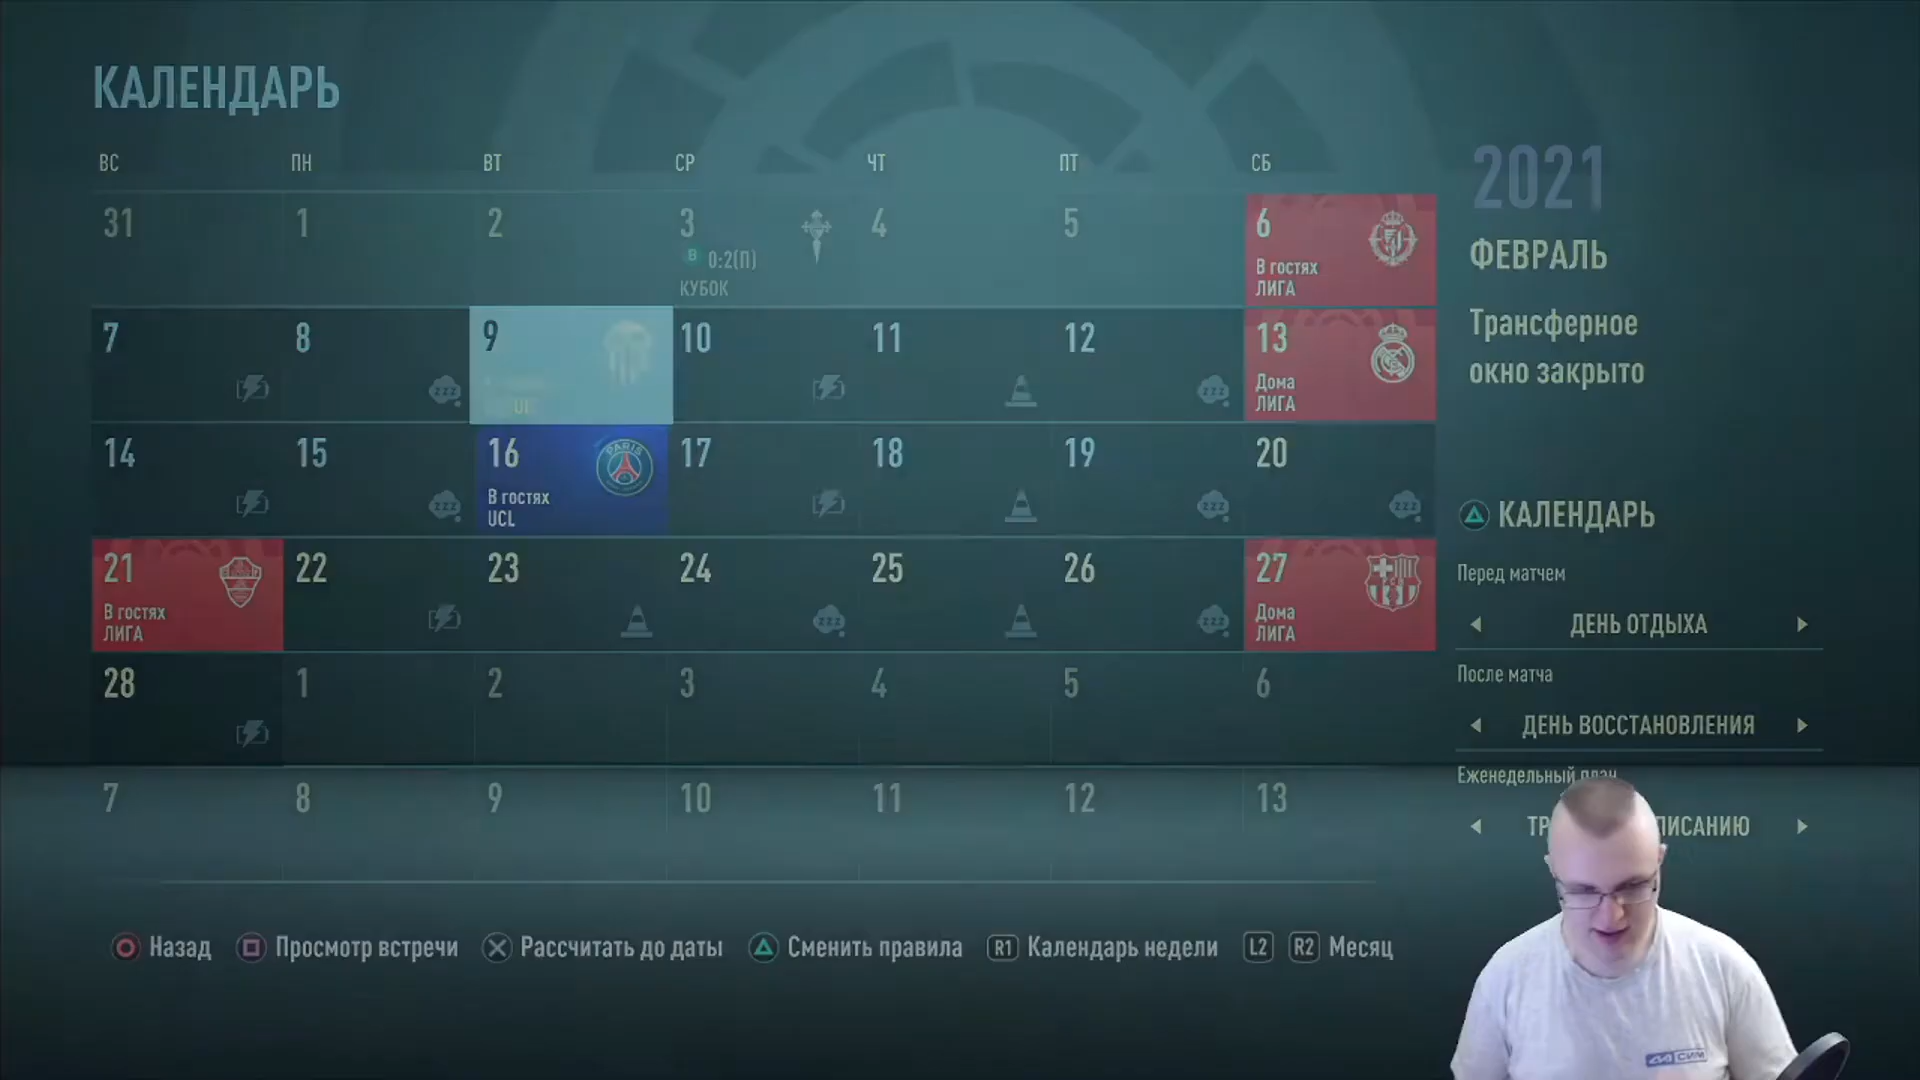 КАЛЕНДАРЬ
ВС ПН ВТ СР ЧТ ПТ СБ
31 1 2 3 4 5 6
В 0:2(П)
КУБОК
В гостях
ЛИГА
7 8 9 10 11 12 13
Дома
ЛИГА
14 15 16 17 18 19 20
PARIS
В гостях
UCL
21 22 23 24 25 26 27
В гостях
ЛИГА
Дома
ЛИГА
28 1 2 3 4 5 6
7 8 9 10 11 12 13
2021
ФЕВРАЛЬ
Трансферное
окно закрыто
КАЛЕНДАРЬ
Перед матчем
ДЕНЬ ОТДЫХА
После матча
ДЕНЬ ВОССТАНОВЛЕНИЯ
Еженедельный план
Назад Просмотр встречи Рассчитать до даты Сменить правила R1 Календарь недели L2 R2 Месяц